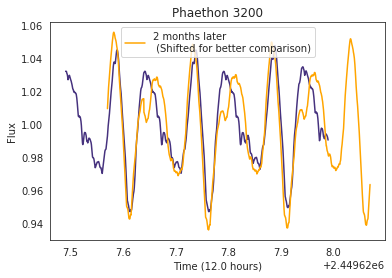 Phaethon 3200
2 months later
(Shifted for better comparison)
Flux
1.06
1.04
1.02
1.00
0.98
0.96
0.94
7.5
7.6
7.7
7.8
7.9
8.0
+2.44962e6
Time (12.0 hours)